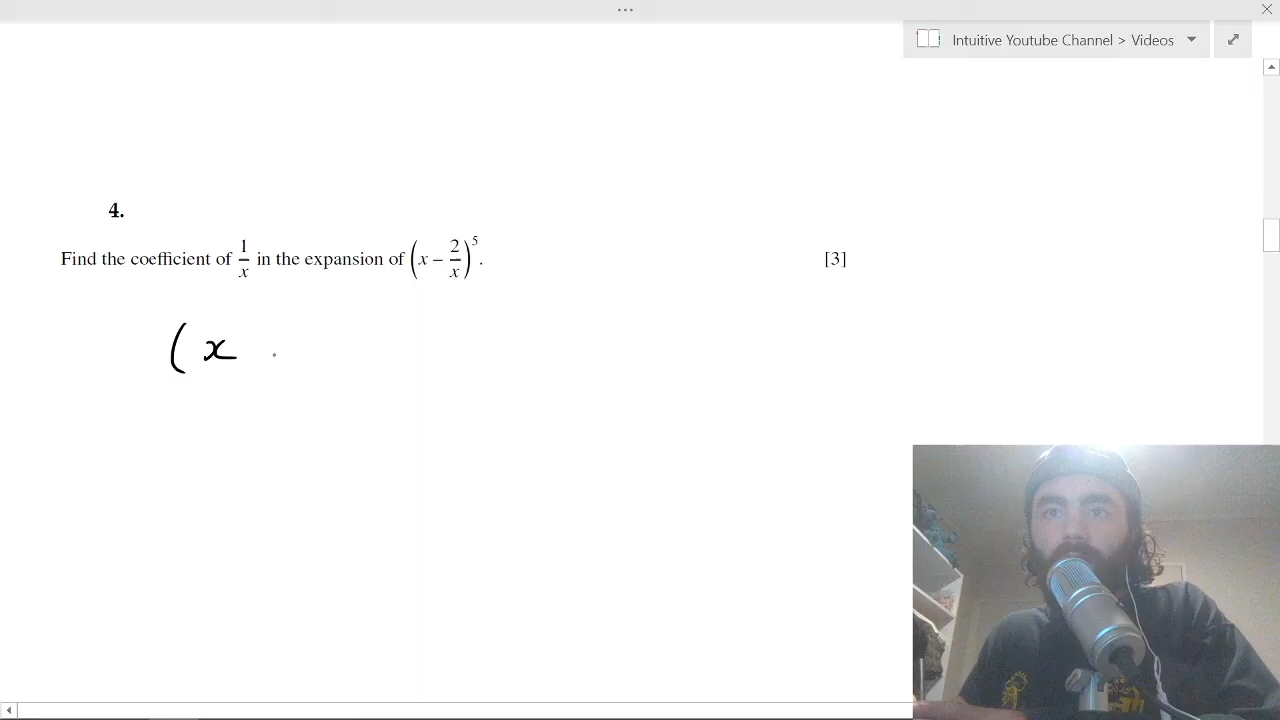 ...
Intuitive Youtube Channel > Videos
4.
Find the coefficient of 1/x in the expansion of (x − 2/x)^5. [3]
(x